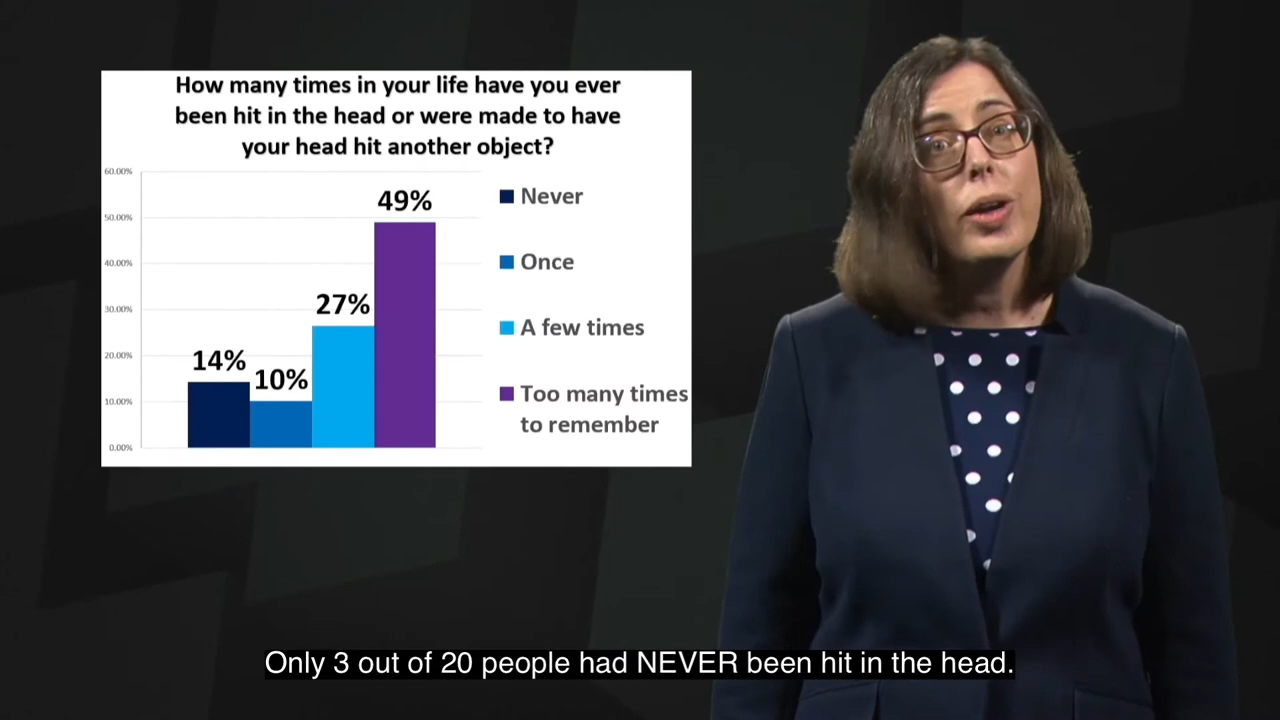 How many times in your life have you ever
been hit in the head or were made to have
your head hit another object?
60.00%
50.00%
40.00%
30.00%
20.00%
10.00%
0.00%
14%
10%
27%
49%
Never
Once
A few times
Too many times
to remember
Only 3 out of 20 people had NEVER been hit in the head.